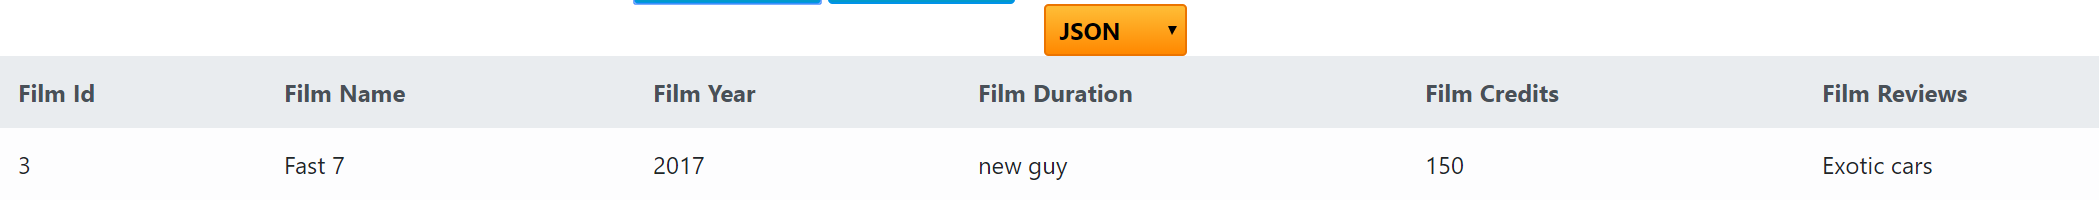 JSON
Film Id Film Name Film Year Film Duration Film Credits Film Reviews
3 Fast 7 2017 new guy 150 Exotic cars